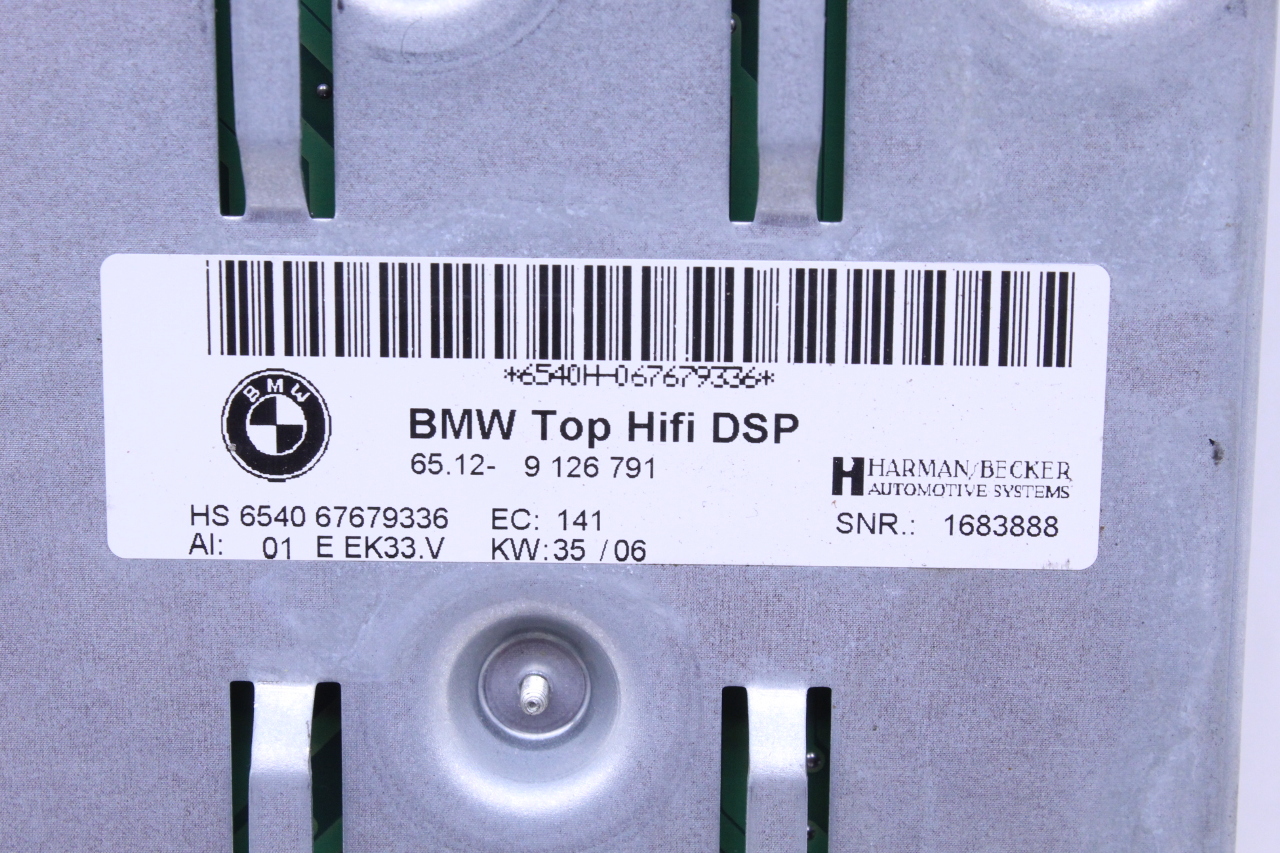 *6540H-067679336*
BMW
BMW Top Hifi DSP
65.12- 9 126 791
HARMAN/BECKER
AUTOMOTIVE SYSTEMS
HS 6540 67679336 EC: 141 SNR.: 1683888
AI: 01 E EK33.V KW:35 /06